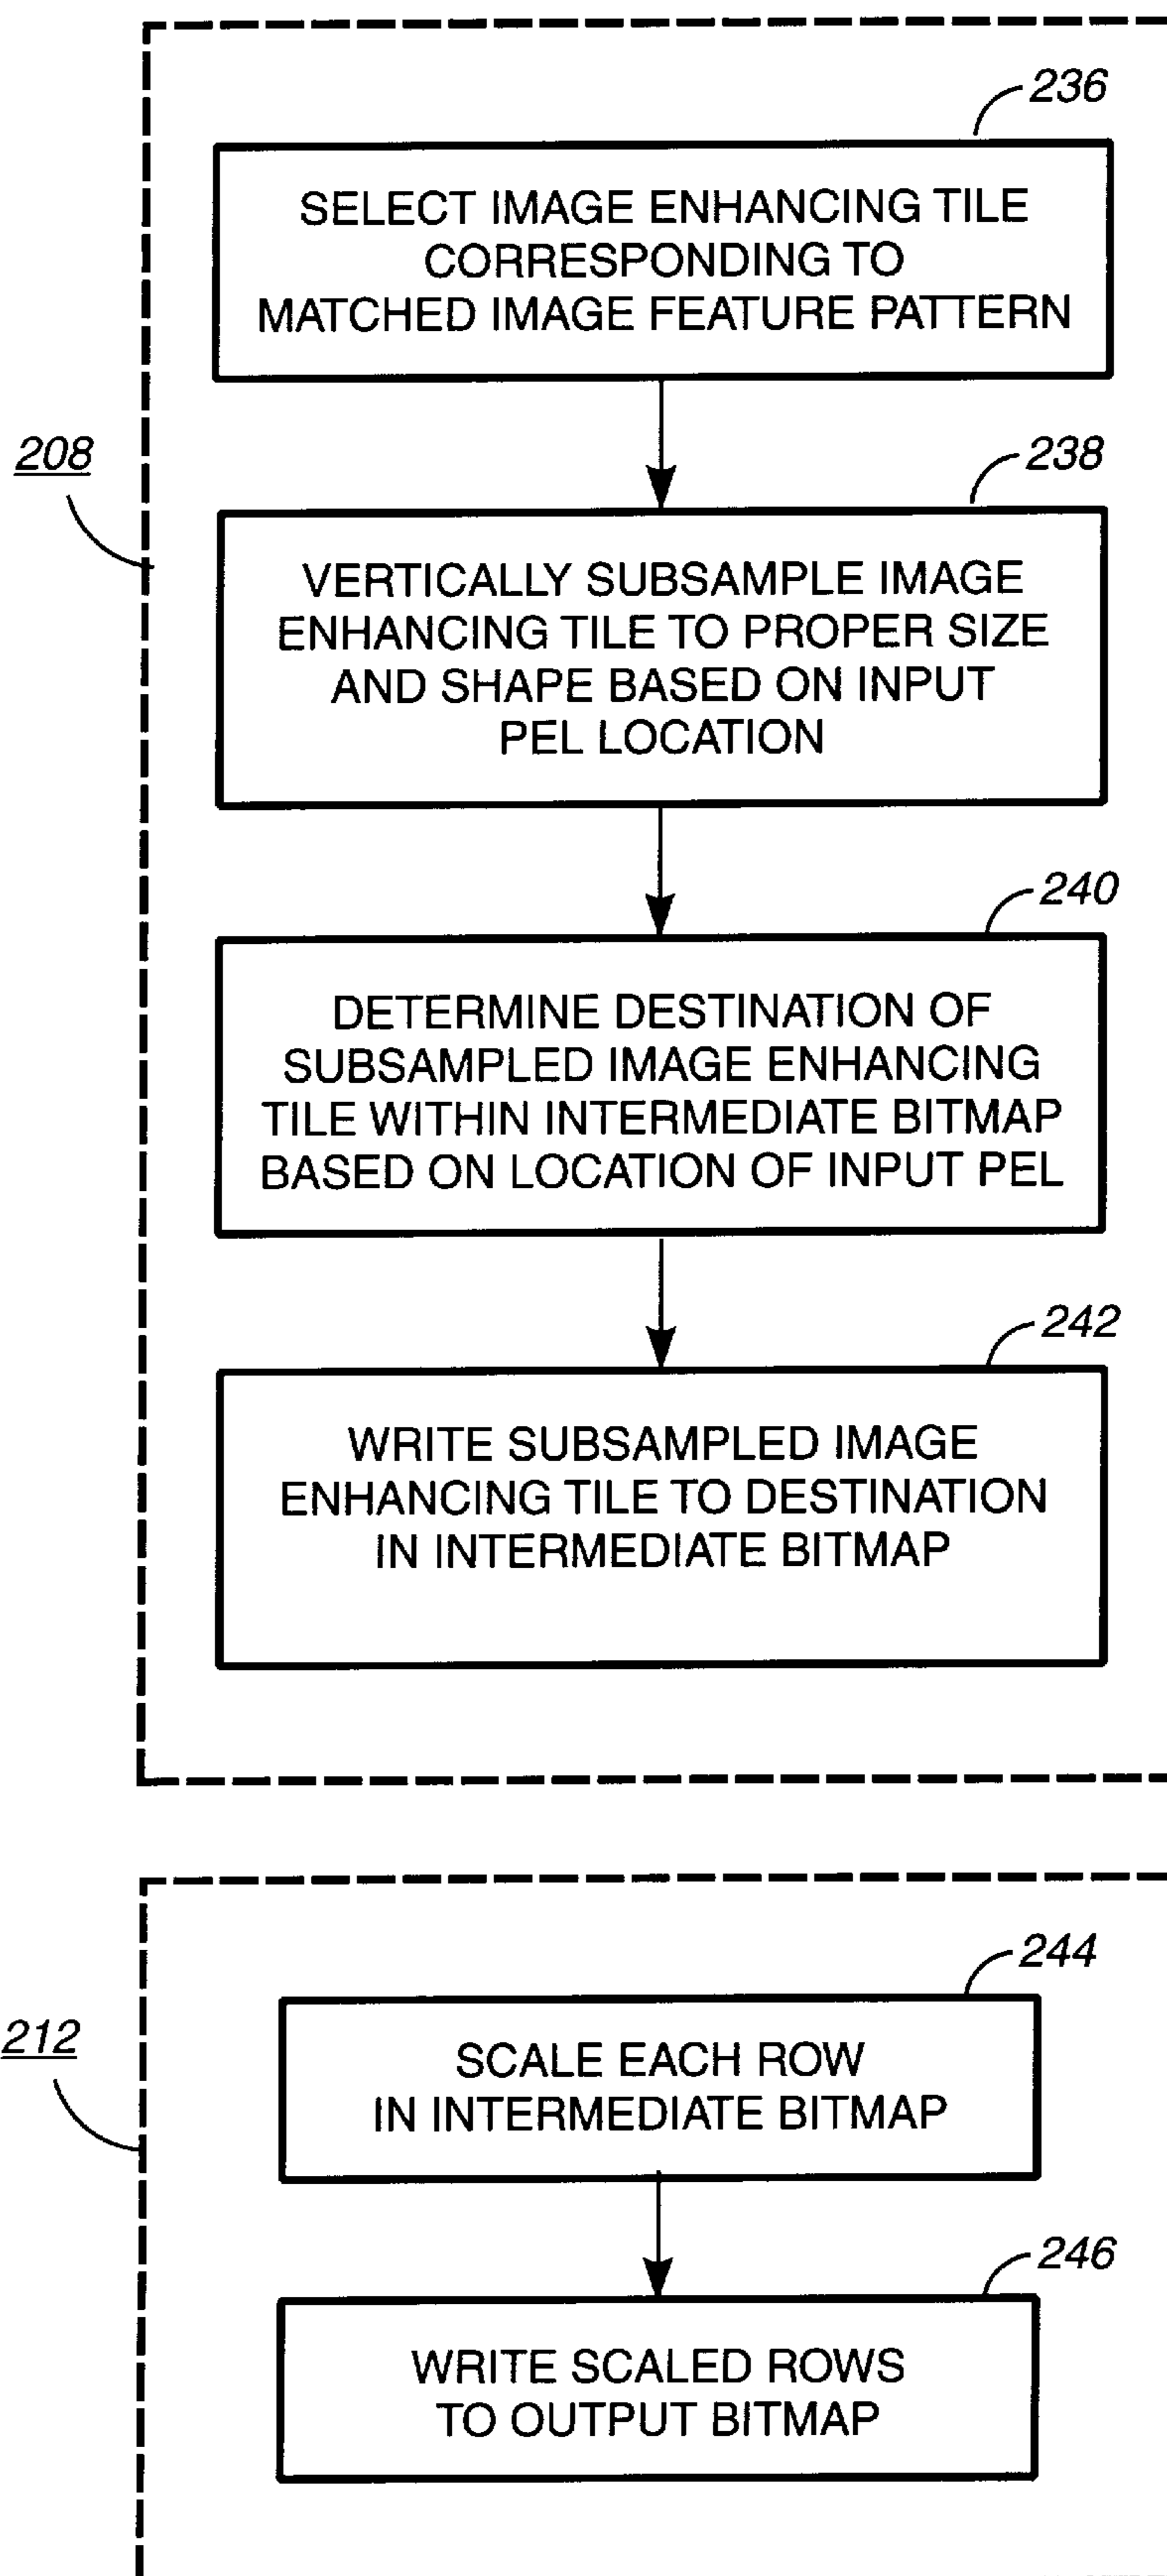 236
SELECT IMAGE ENHANCING TILE
CORRESPONDING TO
MATCHED IMAGE FEATURE PATTERN
208
238
VERTICALLY SUBSAMPLE IMAGE
ENHANCING TILE TO PROPER SIZE
AND SHAPE BASED ON INPUT
PEL LOCATION
240
DETERMINE DESTINATION OF
SUBSAMPLED IMAGE ENHANCING
TILE WITHIN INTERMEDIATE BITMAP
BASED ON LOCATION OF INPUT PEL
242
WRITE SUBSAMPLED IMAGE
ENHANCING TILE TO DESTINATION
IN INTERMEDIATE BITMAP
244
212
SCALE EACH ROW
IN INTERMEDIATE BITMAP
246
WRITE SCALED ROWS
TO OUTPUT BITMAP